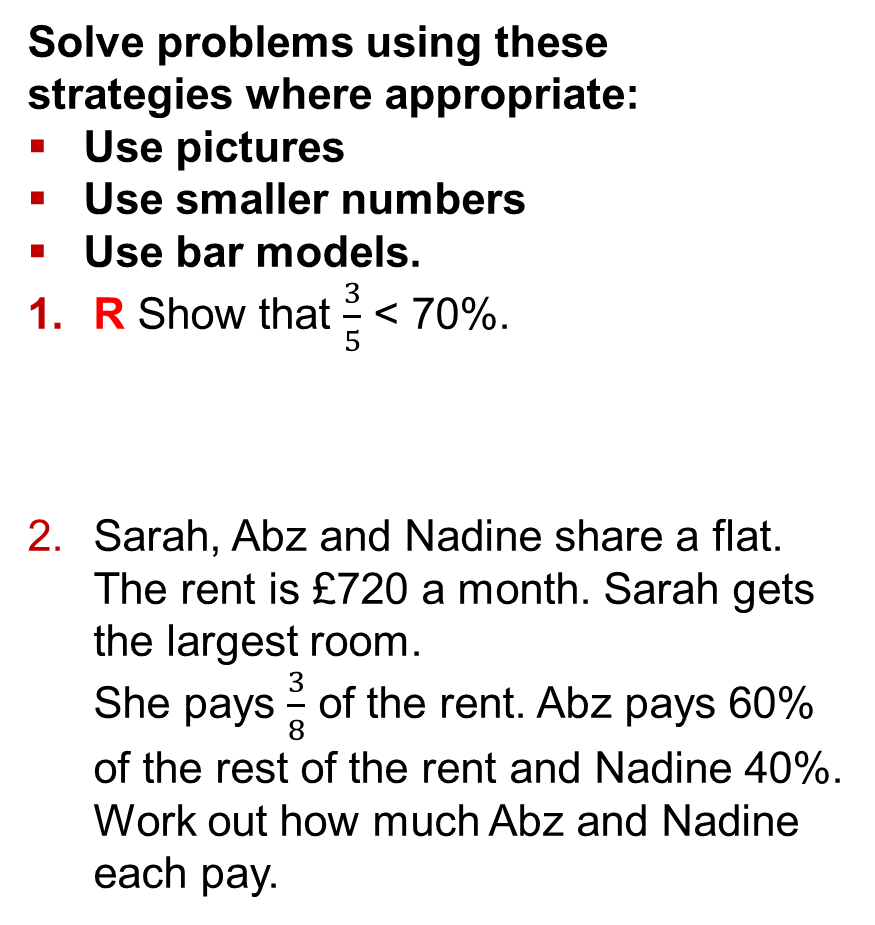 Solve problems using these
strategies where appropriate:
▪ Use pictures
▪ Use smaller numbers
▪ Use bar models.
1. R Show that 3/5 < 70%.
2. Sarah, Abz and Nadine share a flat.
The rent is £720 a month. Sarah gets
the largest room.
She pays 3/8 of the rent. Abz pays 60%
of the rest of the rent and Nadine 40%.
Work out how much Abz and Nadine
each pay.